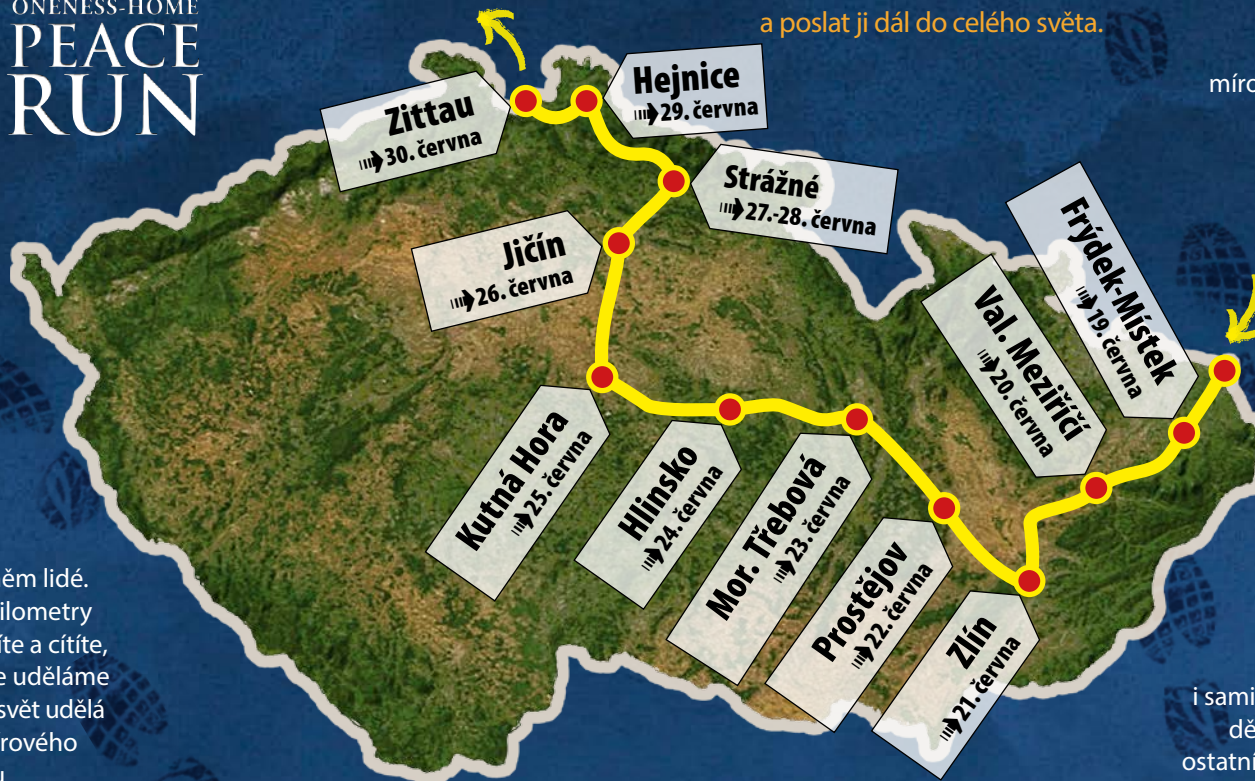 ONENESS-HOME
PEACE
RUN
a poslat ji dál do celého světa.
Zittau
30. června
Hejnice
29. června
Strážné
27.-28. června
Jičín
26. června
Kutná Hora
25. června
Hlinsko
24. června
Mor. Třebová
23. června
Prostějov
22. června
Zlín
21. června
Val. Meziříčí
20. června
Frýdek-Místek
19. června
něm lidé.
ilometry
íte a cítíte,
e uděláme
svět udělá
rového
míro
i sami
dě
ostatní